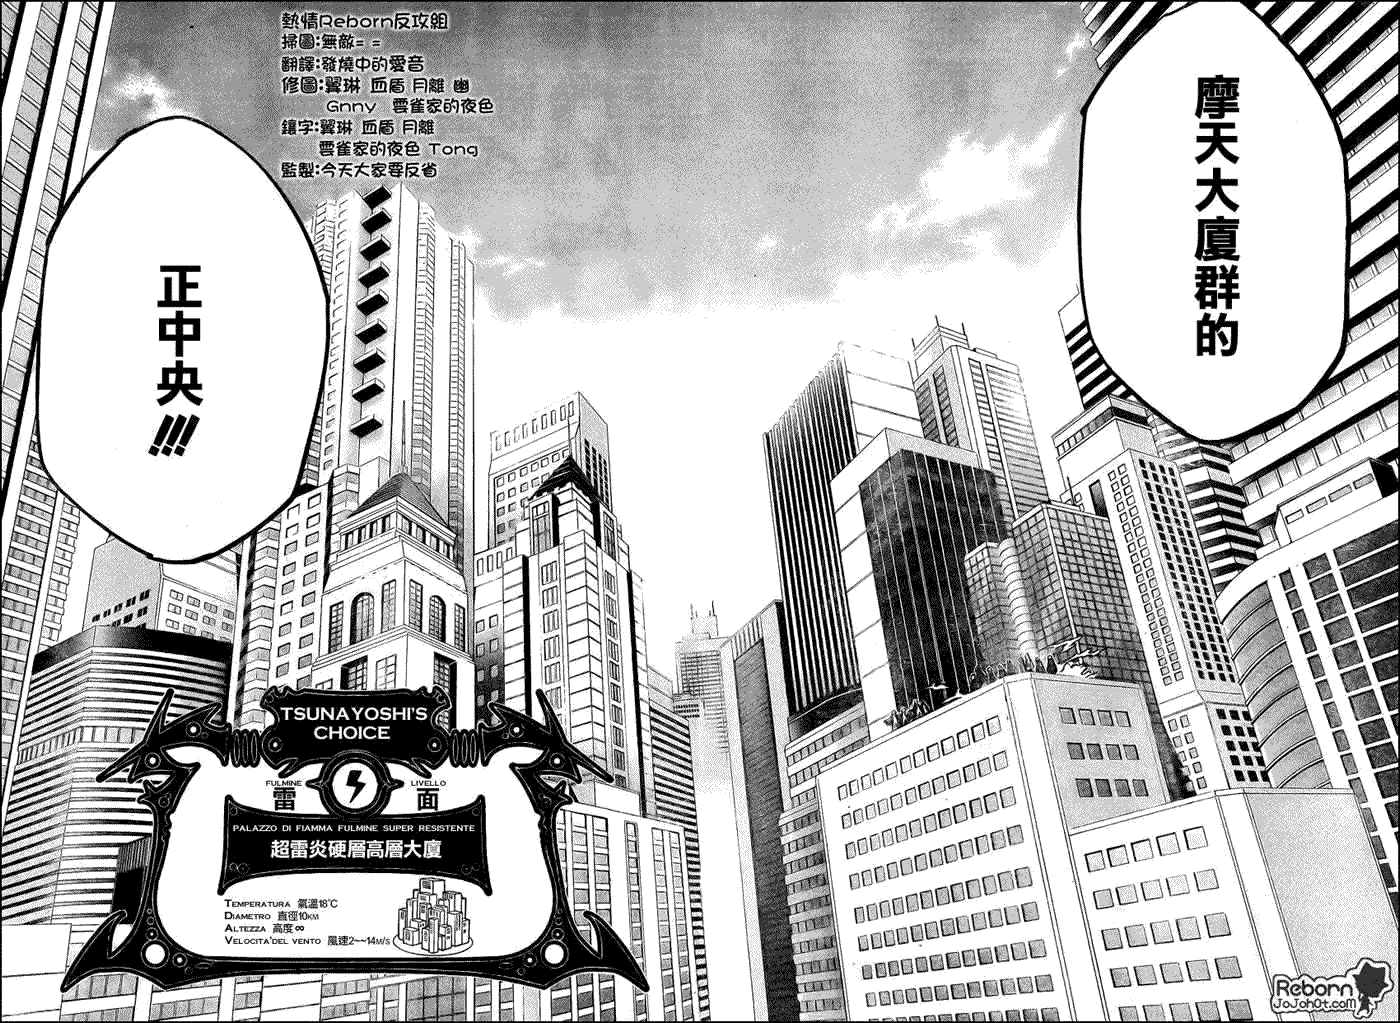 熱情Reborn反攻組
掃圖:無敵= =
翻譯:發燒中的愛音
修圖:翼琳 血盾 月離 幽
Gnny 雲雀家的夜色
鑲字:翼琳 血盾 月離
雲雀家的夜色 Tong
監製:今天大家要反省
摩天大廈群的
正中央!!!
TSUNAYOSHI'S
CHOICE
FULMINE LIVELLO
雷 面
PALAZZO DI FIAMMA FULMINE SUPER RESISTENTE
超雷炎硬層高層大廈
TEMPERATURA 氣溫18℃
DIAMETRO 直徑10KM
ALTEZZA 高度∞
VELOCITA'DEL VENTO 風速2~~14M/S
Reborn
JoJohot.com